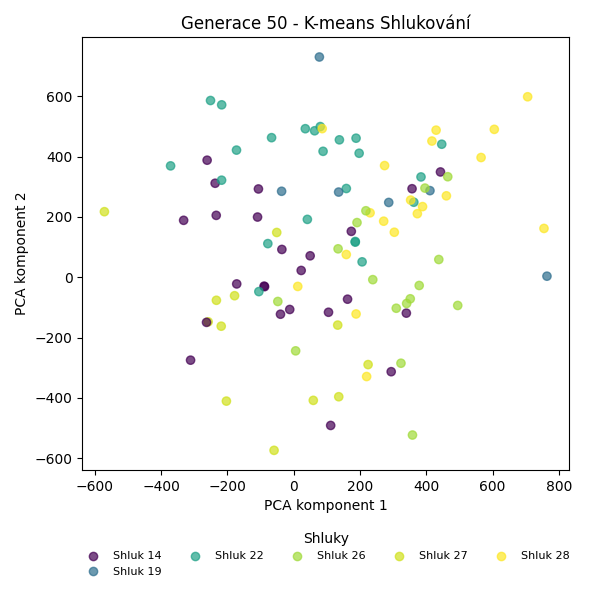 Generace 50 - K-means Shlukování
PCA komponent 2
600
400
200
0
−200
−400
−600
−600 −400 −200 0 200 400 600 800
PCA komponent 1
Shluky
Shluk 14 Shluk 22 Shluk 26 Shluk 27 Shluk 28
Shluk 19